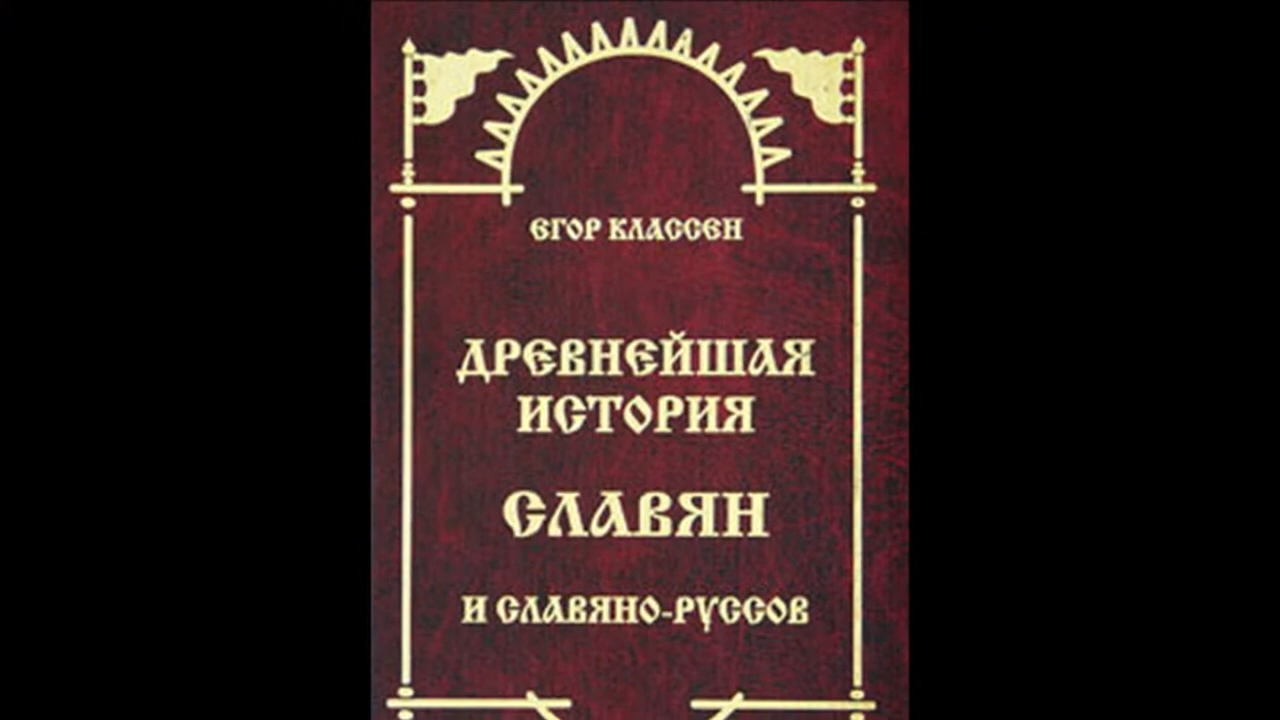 ЕГОР КЛАССЕН
ДРЕВНЕЙШАЯ
ИСТОРИЯ
СЛАВЯН
И СЛАВЯНО-РУССОВ